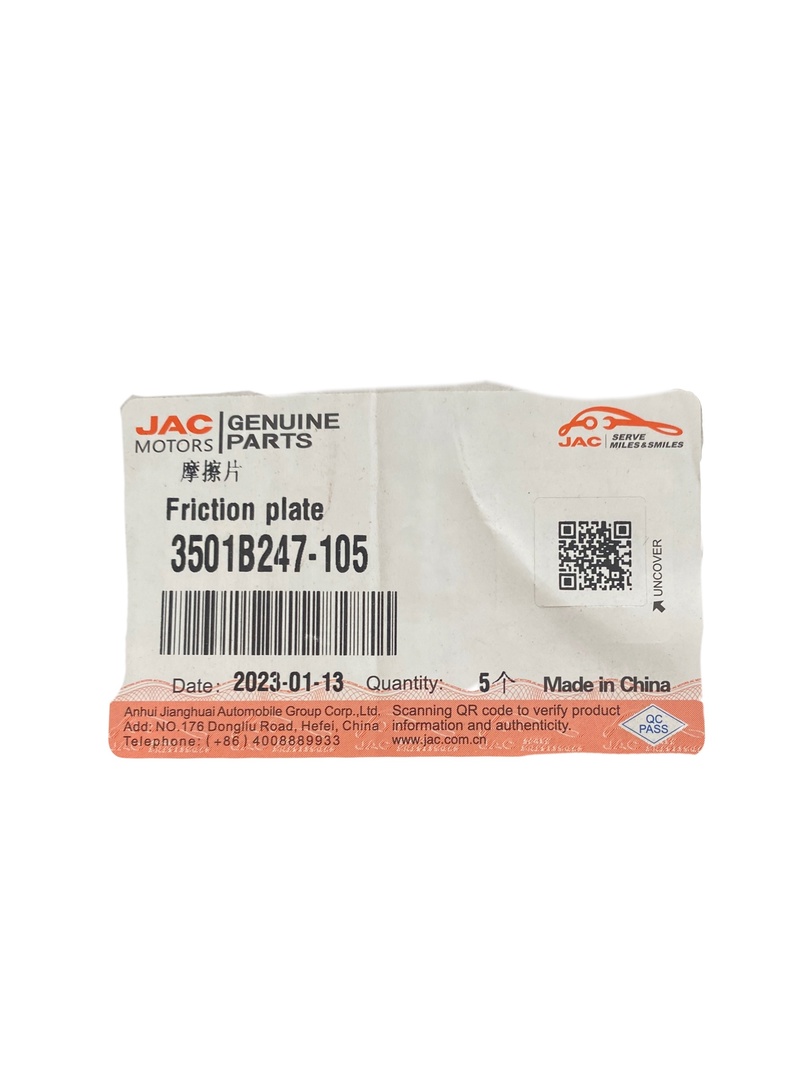 JAC MOTORS GENUINE PARTS
JAC SERVE MILES&SMILES
摩擦片
Friction plate
3501B247-105
UNCOVER
Date: 2023-01-13 Quantity: 5个 Made in China
Anhui Jianghuai Automobile Group Corp.,Ltd.
Add: NO.176 Dongliu Road, Hefei, China
Telephone: (+86) 4008889933
Scanning QR code to verify product
information and authenticity.
www.jac.com.cn
QC
PASS